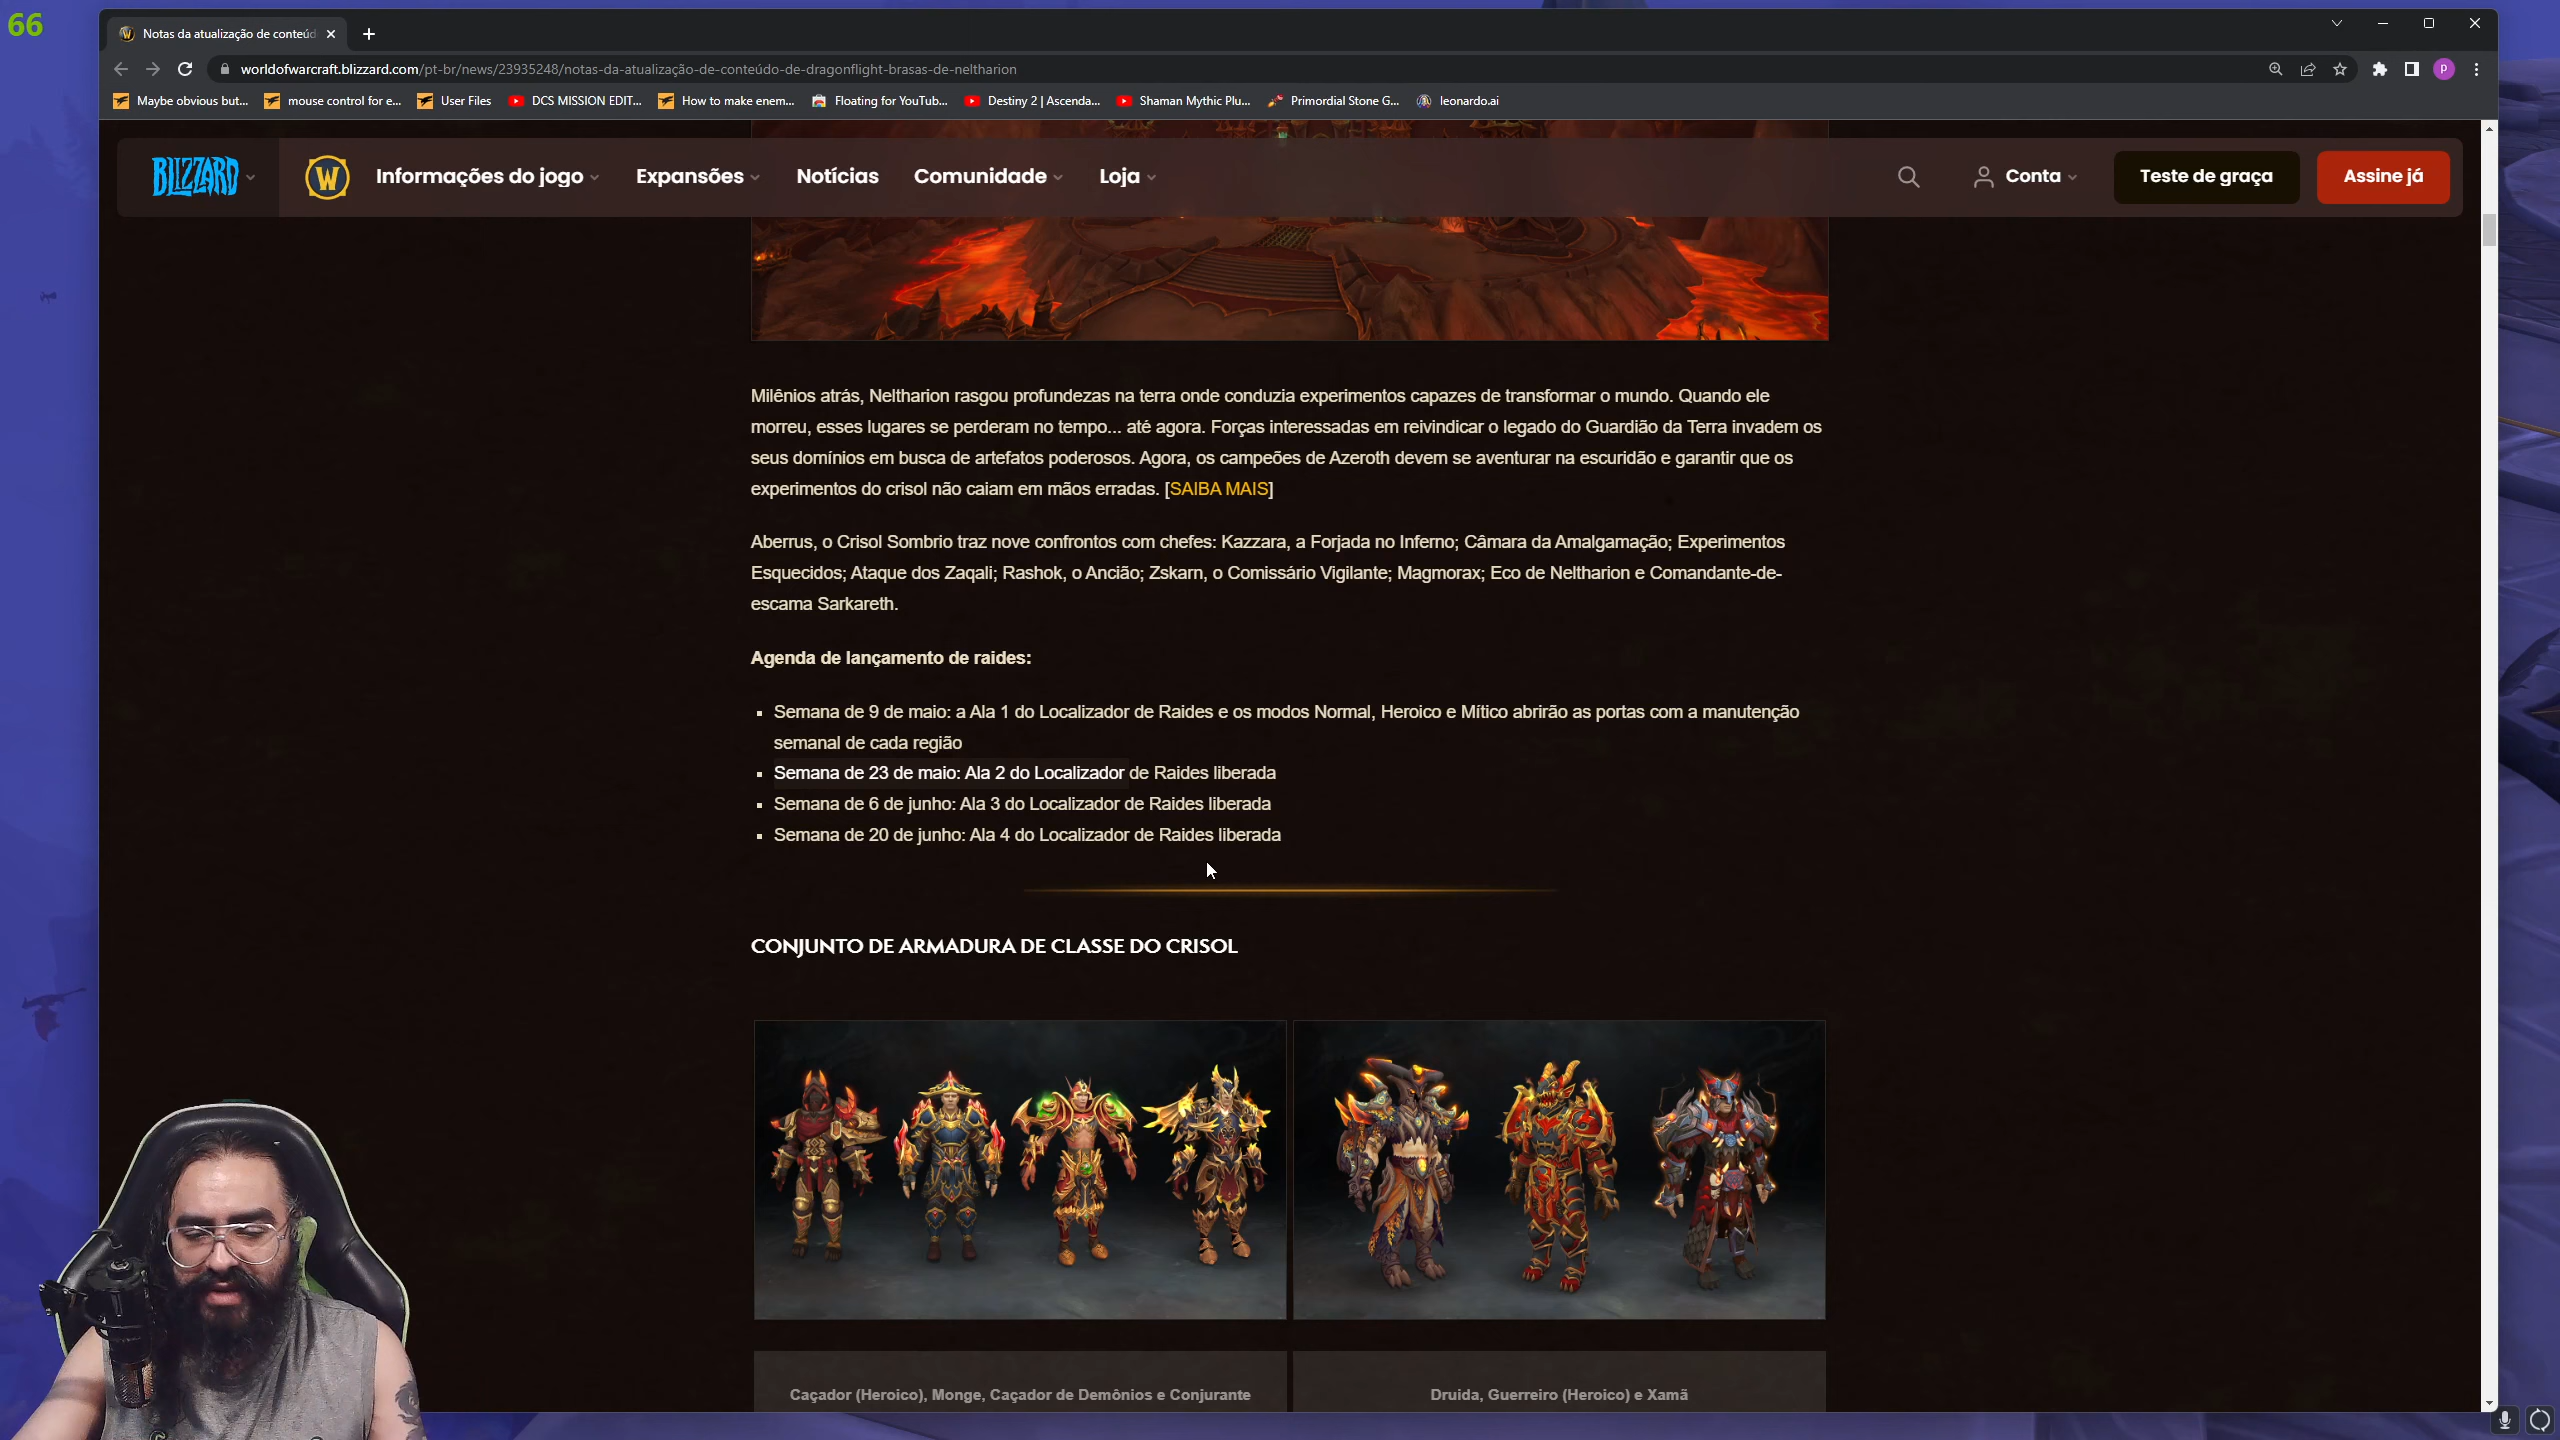 66
Notas da atualização de conteúd
worldofwarcraft.blizzard.com/pt-br/news/23935248/notas-da-atualização-de-conteúdo-de-dragonflight-brasas-de-neltharion
P
Maybe obvious but... mouse control for e... User Files DCS MISSION EDIT... How to make enem... Floating for YouTub... Destiny 2 | Ascenda... Shaman Mythic Plu... Primordial Stone G... leonardo.ai
BLIZZARD W Informações do jogo Expansões Notícias Comunidade Loja Conta Teste de graça Assine já
Milênios atrás, Neltharion rasgou profundezas na terra onde conduzia experimentos capazes de transformar o mundo. Quando ele
morreu, esses lugares se perderam no tempo... até agora. Forças interessadas em reivindicar o legado do Guardião da Terra invadem os
seus domínios em busca de artefatos poderosos. Agora, os campeões de Azeroth devem se aventurar na escuridão e garantir que os
experimentos do crisol não caiam em mãos erradas. [SAIBA MAIS]
Aberrus, o Crisol Sombrio traz nove confrontos com chefes: Kazzara, a Forjada no Inferno; Câmara da Amalgamação; Experimentos
Esquecidos; Ataque dos Zaqali; Rashok, o Ancião; Zskarn, o Comissário Vigilante; Magmorax; Eco de Neltharion e Comandante-de-
escama Sarkareth.
Agenda de lançamento de raides:
▪ Semana de 9 de maio: a Ala 1 do Localizador de Raides e os modos Normal, Heroico e Mítico abrirão as portas com a manutenção
semanal de cada região
▪ Semana de 23 de maio: Ala 2 do Localizador de Raides liberada
▪ Semana de 6 de junho: Ala 3 do Localizador de Raides liberada
▪ Semana de 20 de junho: Ala 4 do Localizador de Raides liberada
CONJUNTO DE ARMADURA DE CLASSE DO CRISOL
Caçador (Heroico), Monge, Caçador de Demônios e Conjurante
Druida, Guerreiro (Heroico) e Xamã